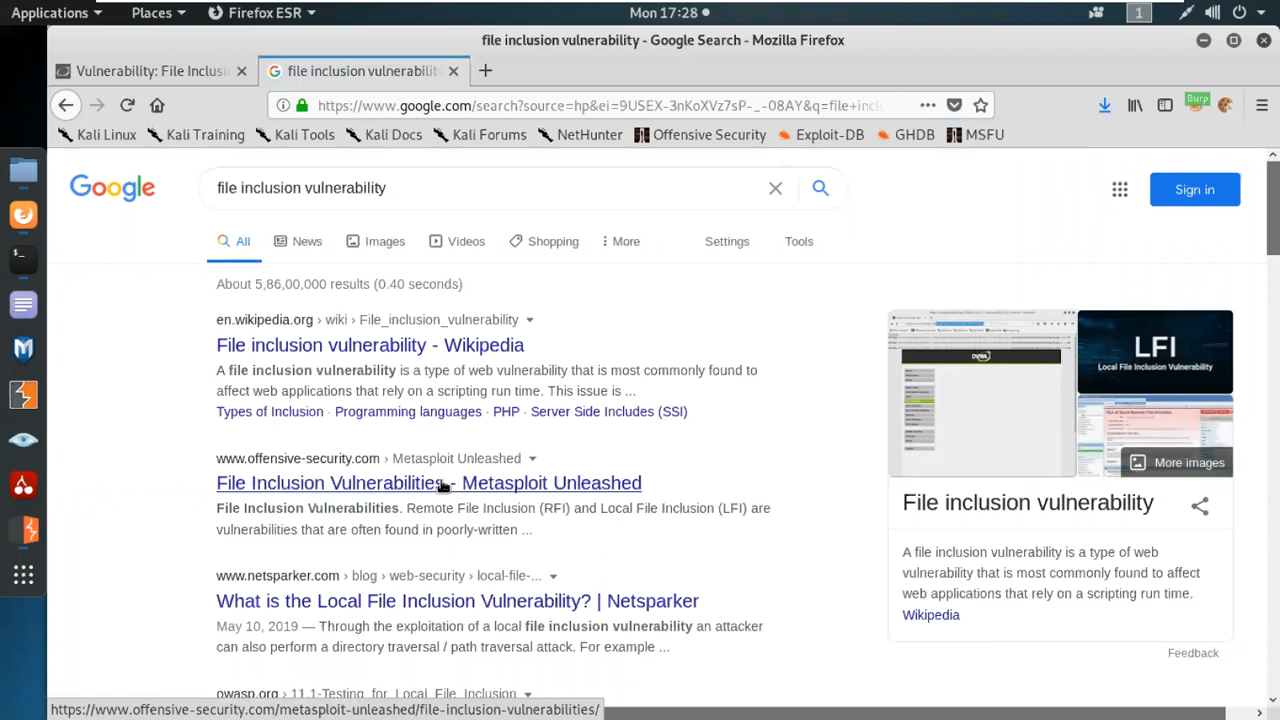 Applications Places Firefox ESR Mon 17:28 1
file inclusion vulnerability - Google Search - Mozilla Firefox
Vulnerability: File Inclusi file inclusion vulnerabilit
https://www.google.com/search?source=hp&ei=9USEX-3nKoXVz7sP-_-08AY&q=file+incl Burp
Kali Linux Kali Training Kali Tools Kali Docs Kali Forums NetHunter Offensive Security Exploit-DB GHDB MSFU
Google file inclusion vulnerability Sign in
All News Images Videos Shopping More Settings Tools
About 5,86,00,000 results (0.40 seconds)
en.wikipedia.org › wiki › File_inclusion_vulnerability
File inclusion vulnerability - Wikipedia
A file inclusion vulnerability is a type of web vulnerability that is most commonly found to
affect web applications that rely on a scripting run time. This issue is ...
Types of Inclusion · Programming languages · PHP · Server Side Includes (SSI)
www.offensive-security.com › Metasploit Unleashed
File Inclusion Vulnerabilities - Metasploit Unleashed
File Inclusion Vulnerabilities. Remote File Inclusion (RFI) and Local File Inclusion (LFI) are
vulnerabilities that are often found in poorly-written ...
www.netsparker.com › blog › web-security › local-file-...
What is the Local File Inclusion Vulnerability? | Netsparker
May 10, 2019 — Through the exploitation of a local file inclusion vulnerability an attacker
can also perform a directory traversal / path traversal attack. For example ...
owasp.org › 11.1-Testing_for_Local_File_Inclusion
LFI
Local File Inclusion Vulnerability
More images
File inclusion vulnerability
A file inclusion vulnerability is a type of web
vulnerability that is most commonly found to
affect web applications that rely on a scripting
run time.
Wikipedia
Feedback
https://www.offensive-security.com/metasploit-unleashed/file-inclusion-vulnerabilities/